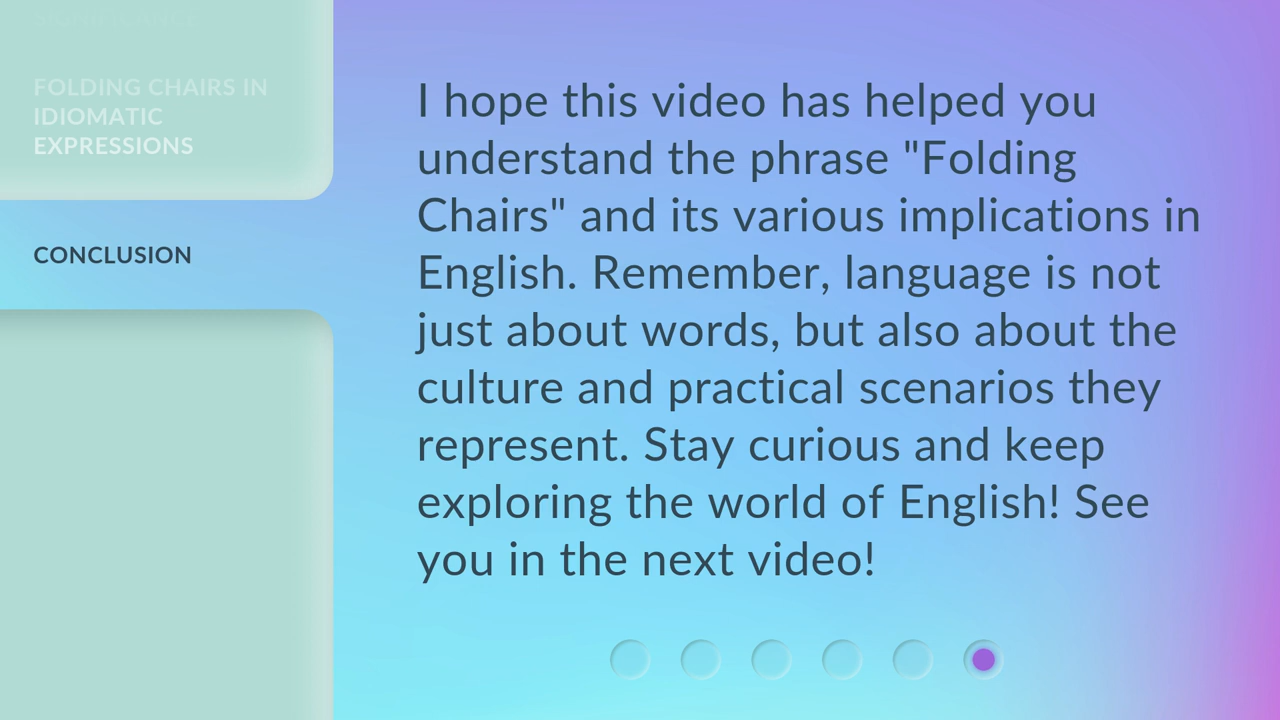 FOLDING CHAIRS IN
IDIOMATIC
EXPRESSIONS
CONCLUSION
I hope this video has helped you
understand the phrase "Folding
Chairs" and its various implications in
English. Remember, language is not
just about words, but also about the
culture and practical scenarios they
represent. Stay curious and keep
exploring the world of English! See
you in the next video!